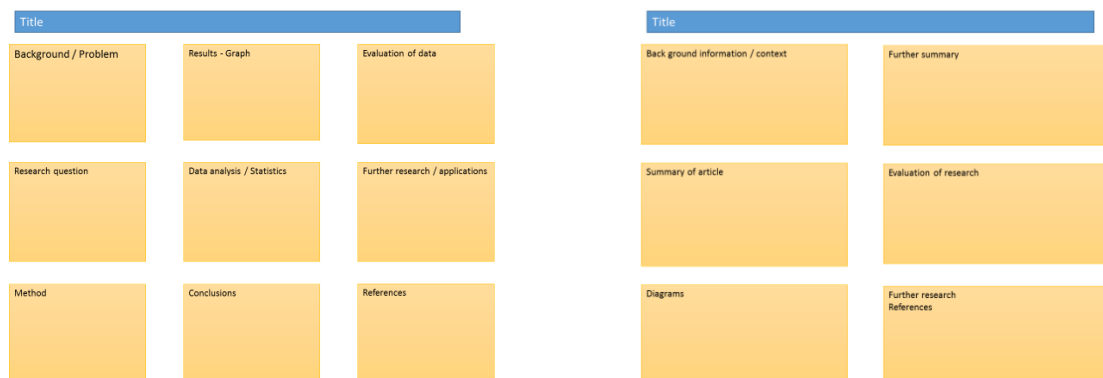 Title
Background / Problem
Results - Graph
Evaluation of data
Research question
Data analysis / Statistics
Further research / applications
Method
Conclusions
References
Title
Back ground information / context
Further summary
Summary of article
Evaluation of research
Diagrams
Further research
References